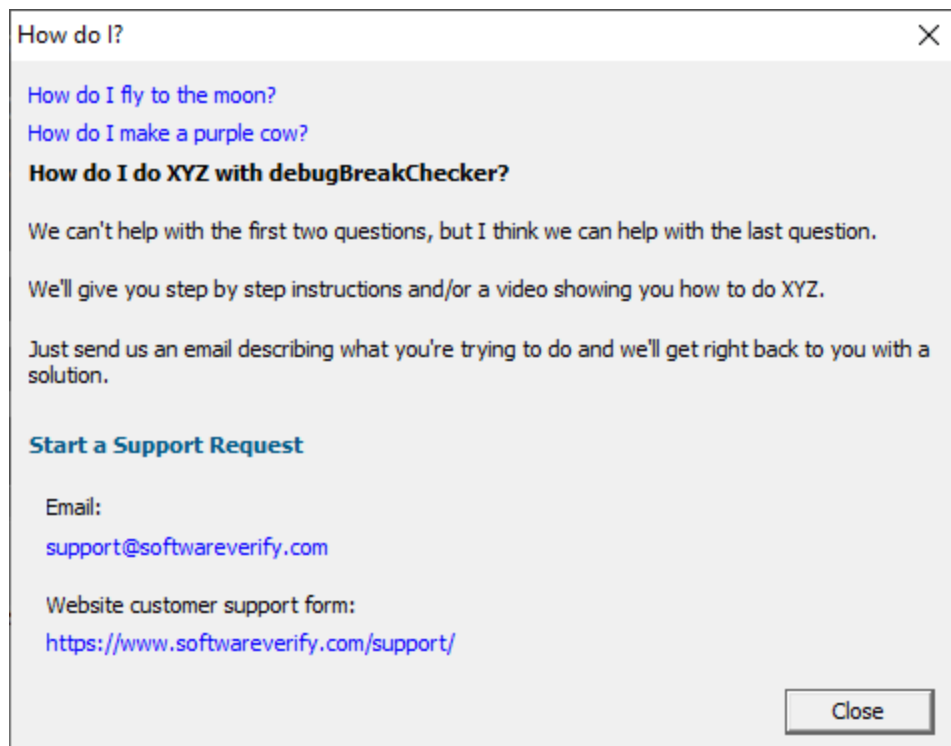 How do I?
How do I fly to the moon?
How do I make a purple cow?
How do I do XYZ with debugBreakChecker?
We can't help with the first two questions, but I think we can help with the last question.
We'll give you step by step instructions and/or a video showing you how to do XYZ.
Just send us an email describing what you're trying to do and we'll get right back to you with a
solution.
Start a Support Request
Email:
support@softwareverify.com
Website customer support form:
https://www.softwareverify.com/support/
Close